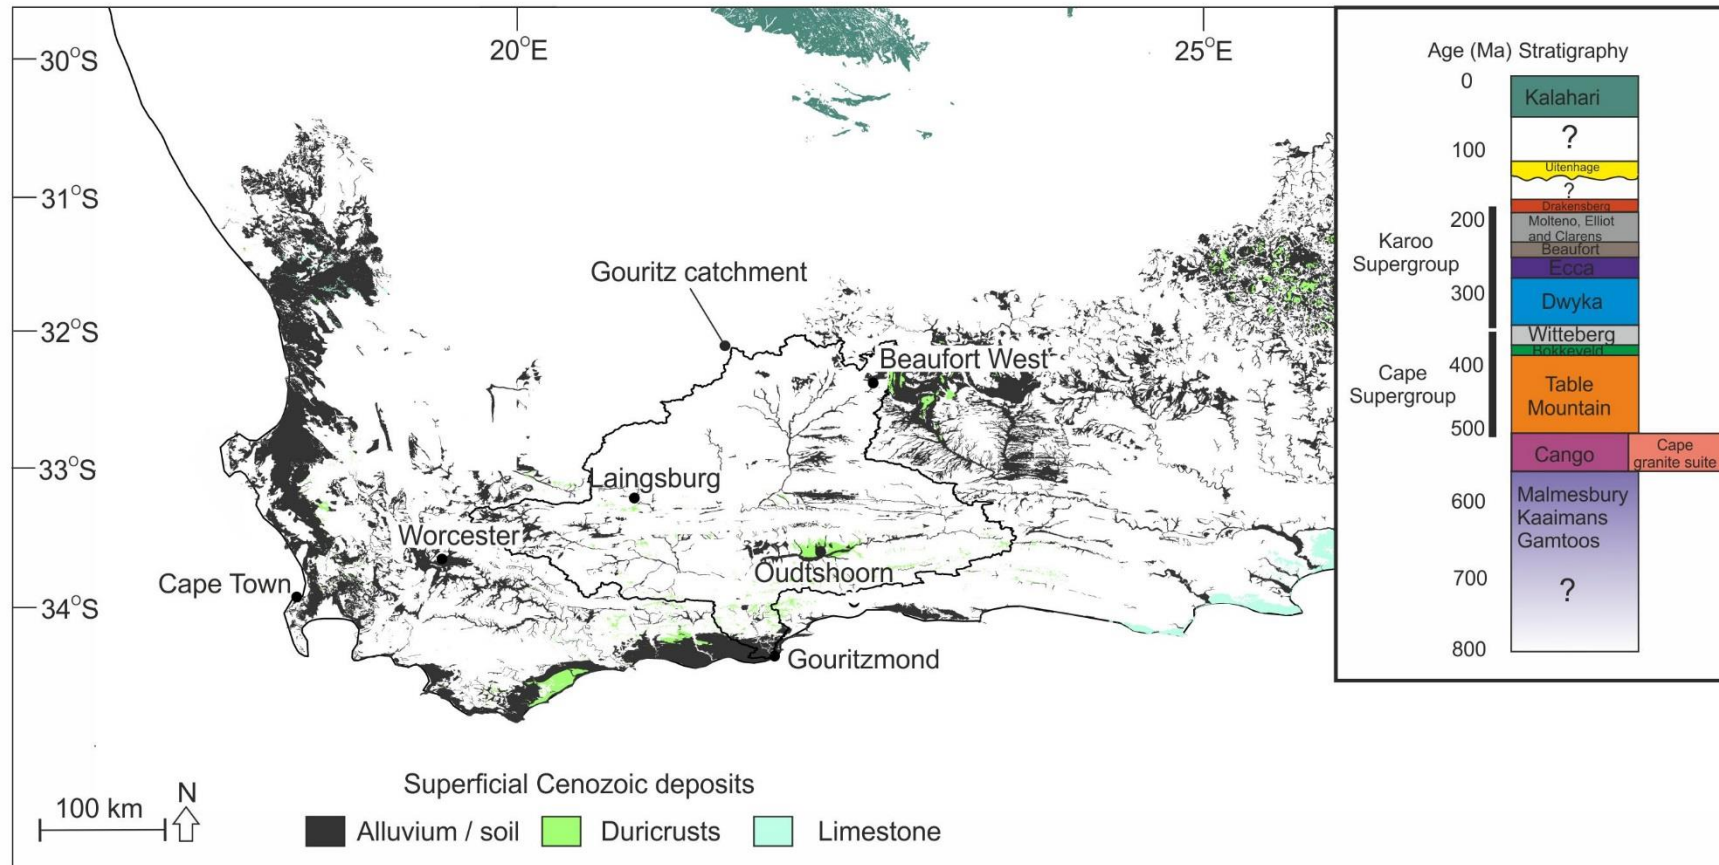 30°S
31°S
32°S
33°S
34°S
20°E
25°E
Gouritz catchment
Beaufort West
Laingsburg
Worcester
Cape Town
Oudtshoorn
Gouritzmond
100 km
N
Superficial Cenozoic deposits
Alluvium / soil
Duricrusts
Limestone
Age (Ma) Stratigraphy
0
100
200
300
400
500
600
700
800
Karoo
Supergroup
Cape
Supergroup
Kalahari
?
Uitenhage
?
Drakensberg
Molteno, Elliot
and Clarens
Beaufort
Ecca
Dwyka
Witteberg
Bokkeveld
Table
Mountain
Cango
Cape
granite suite
Malmesbury
Kaaimans
Gamtoos
?